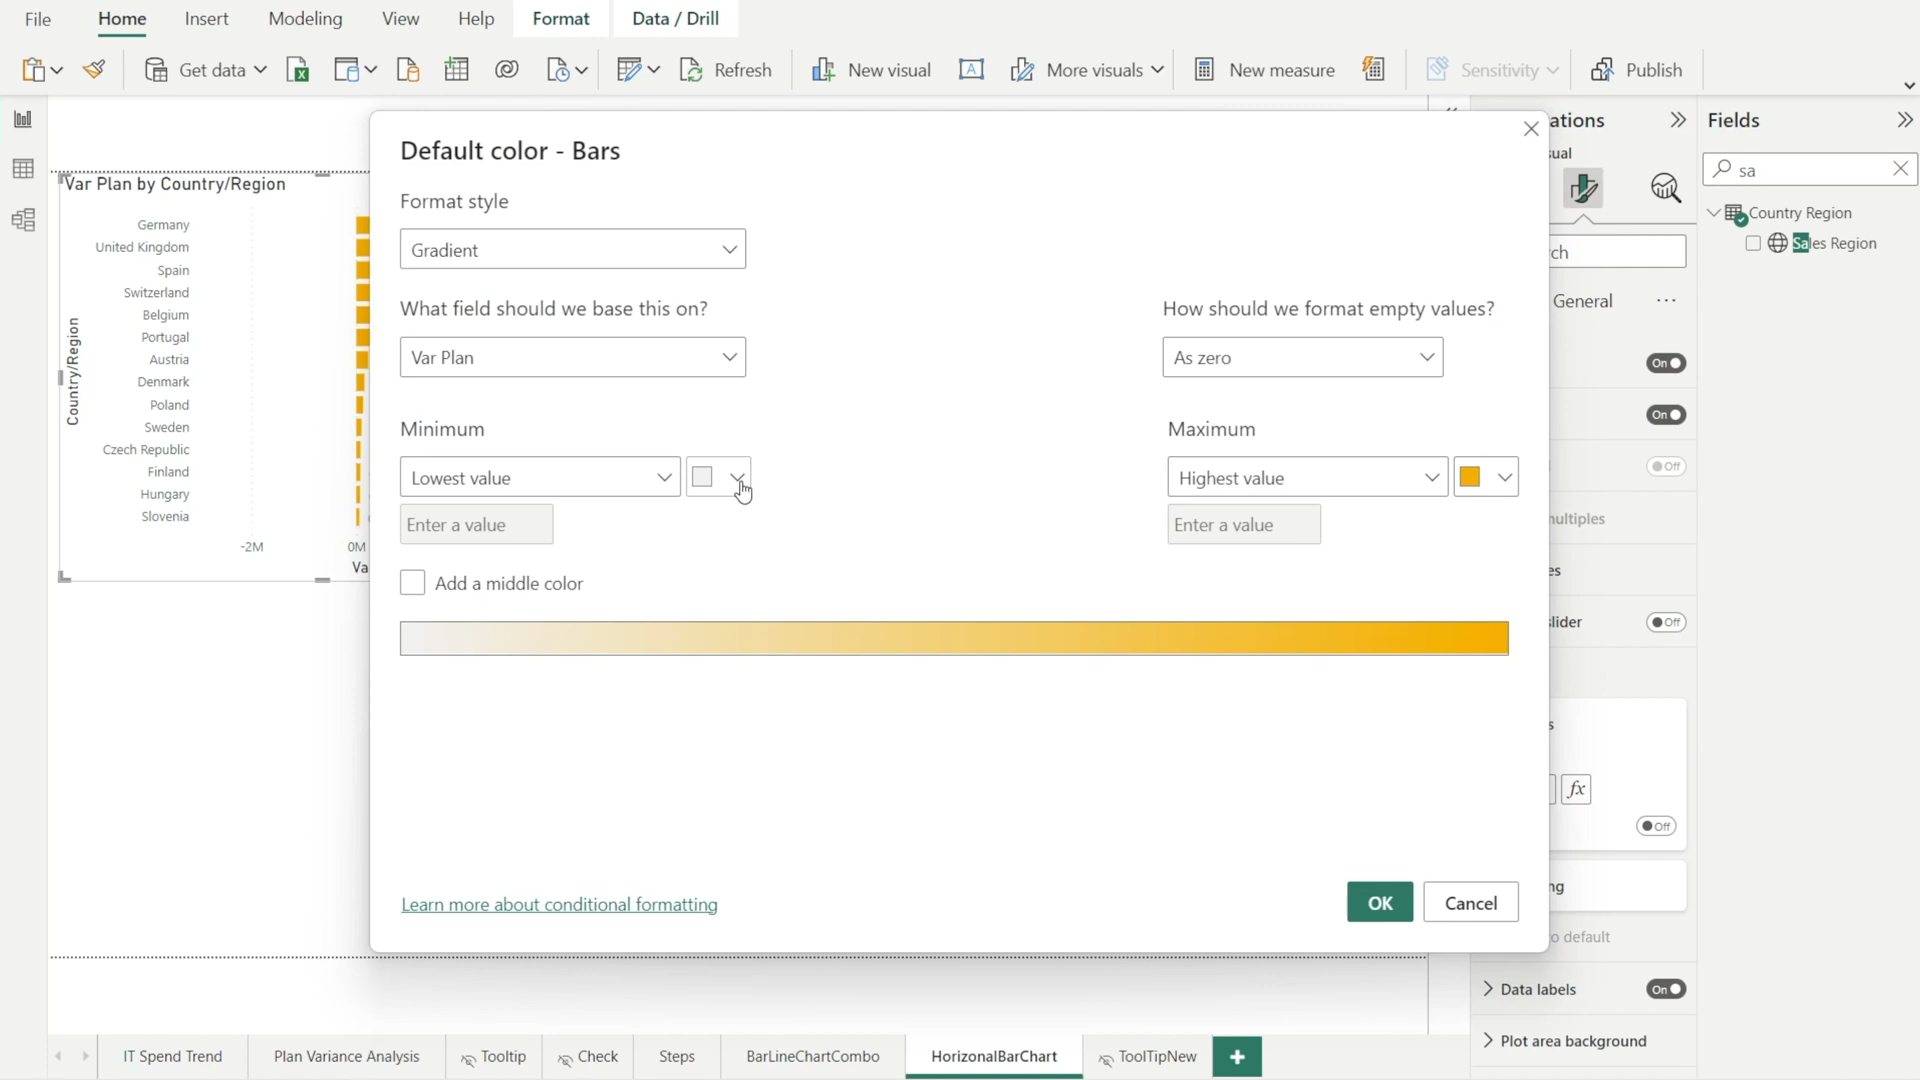 File Home Insert Modeling View Help Format Data / Drill
Get data Refresh New visual More visuals New measure Sensitivity Publish
Default color - Bars
Format style
Gradient
What field should we base this on?
Var Plan
How should we format empty values?
As zero
Minimum
Lowest value
Enter a value
Maximum
Highest value
Enter a value
Add a middle color
Learn more about conditional formatting
OK Cancel
Var Plan by Country/Region
Country/Region
Germany
United Kingdom
Spain
Switzerland
Belgium
Portugal
Austria
Denmark
Poland
Sweden
Czech Republic
Finland
Hungary
Slovenia
-2M 0M
Va
ations
sual
ch
General
On
On
Off
ultiples
es
slider Off
s
fx
Off
ng
o default
Data labels On
Plot area background
Fields
sa
Country Region
Sales Region
IT Spend Trend Plan Variance Analysis Tooltip Check Steps BarLineChartCombo HorizonalBarChart ToolTipNew +